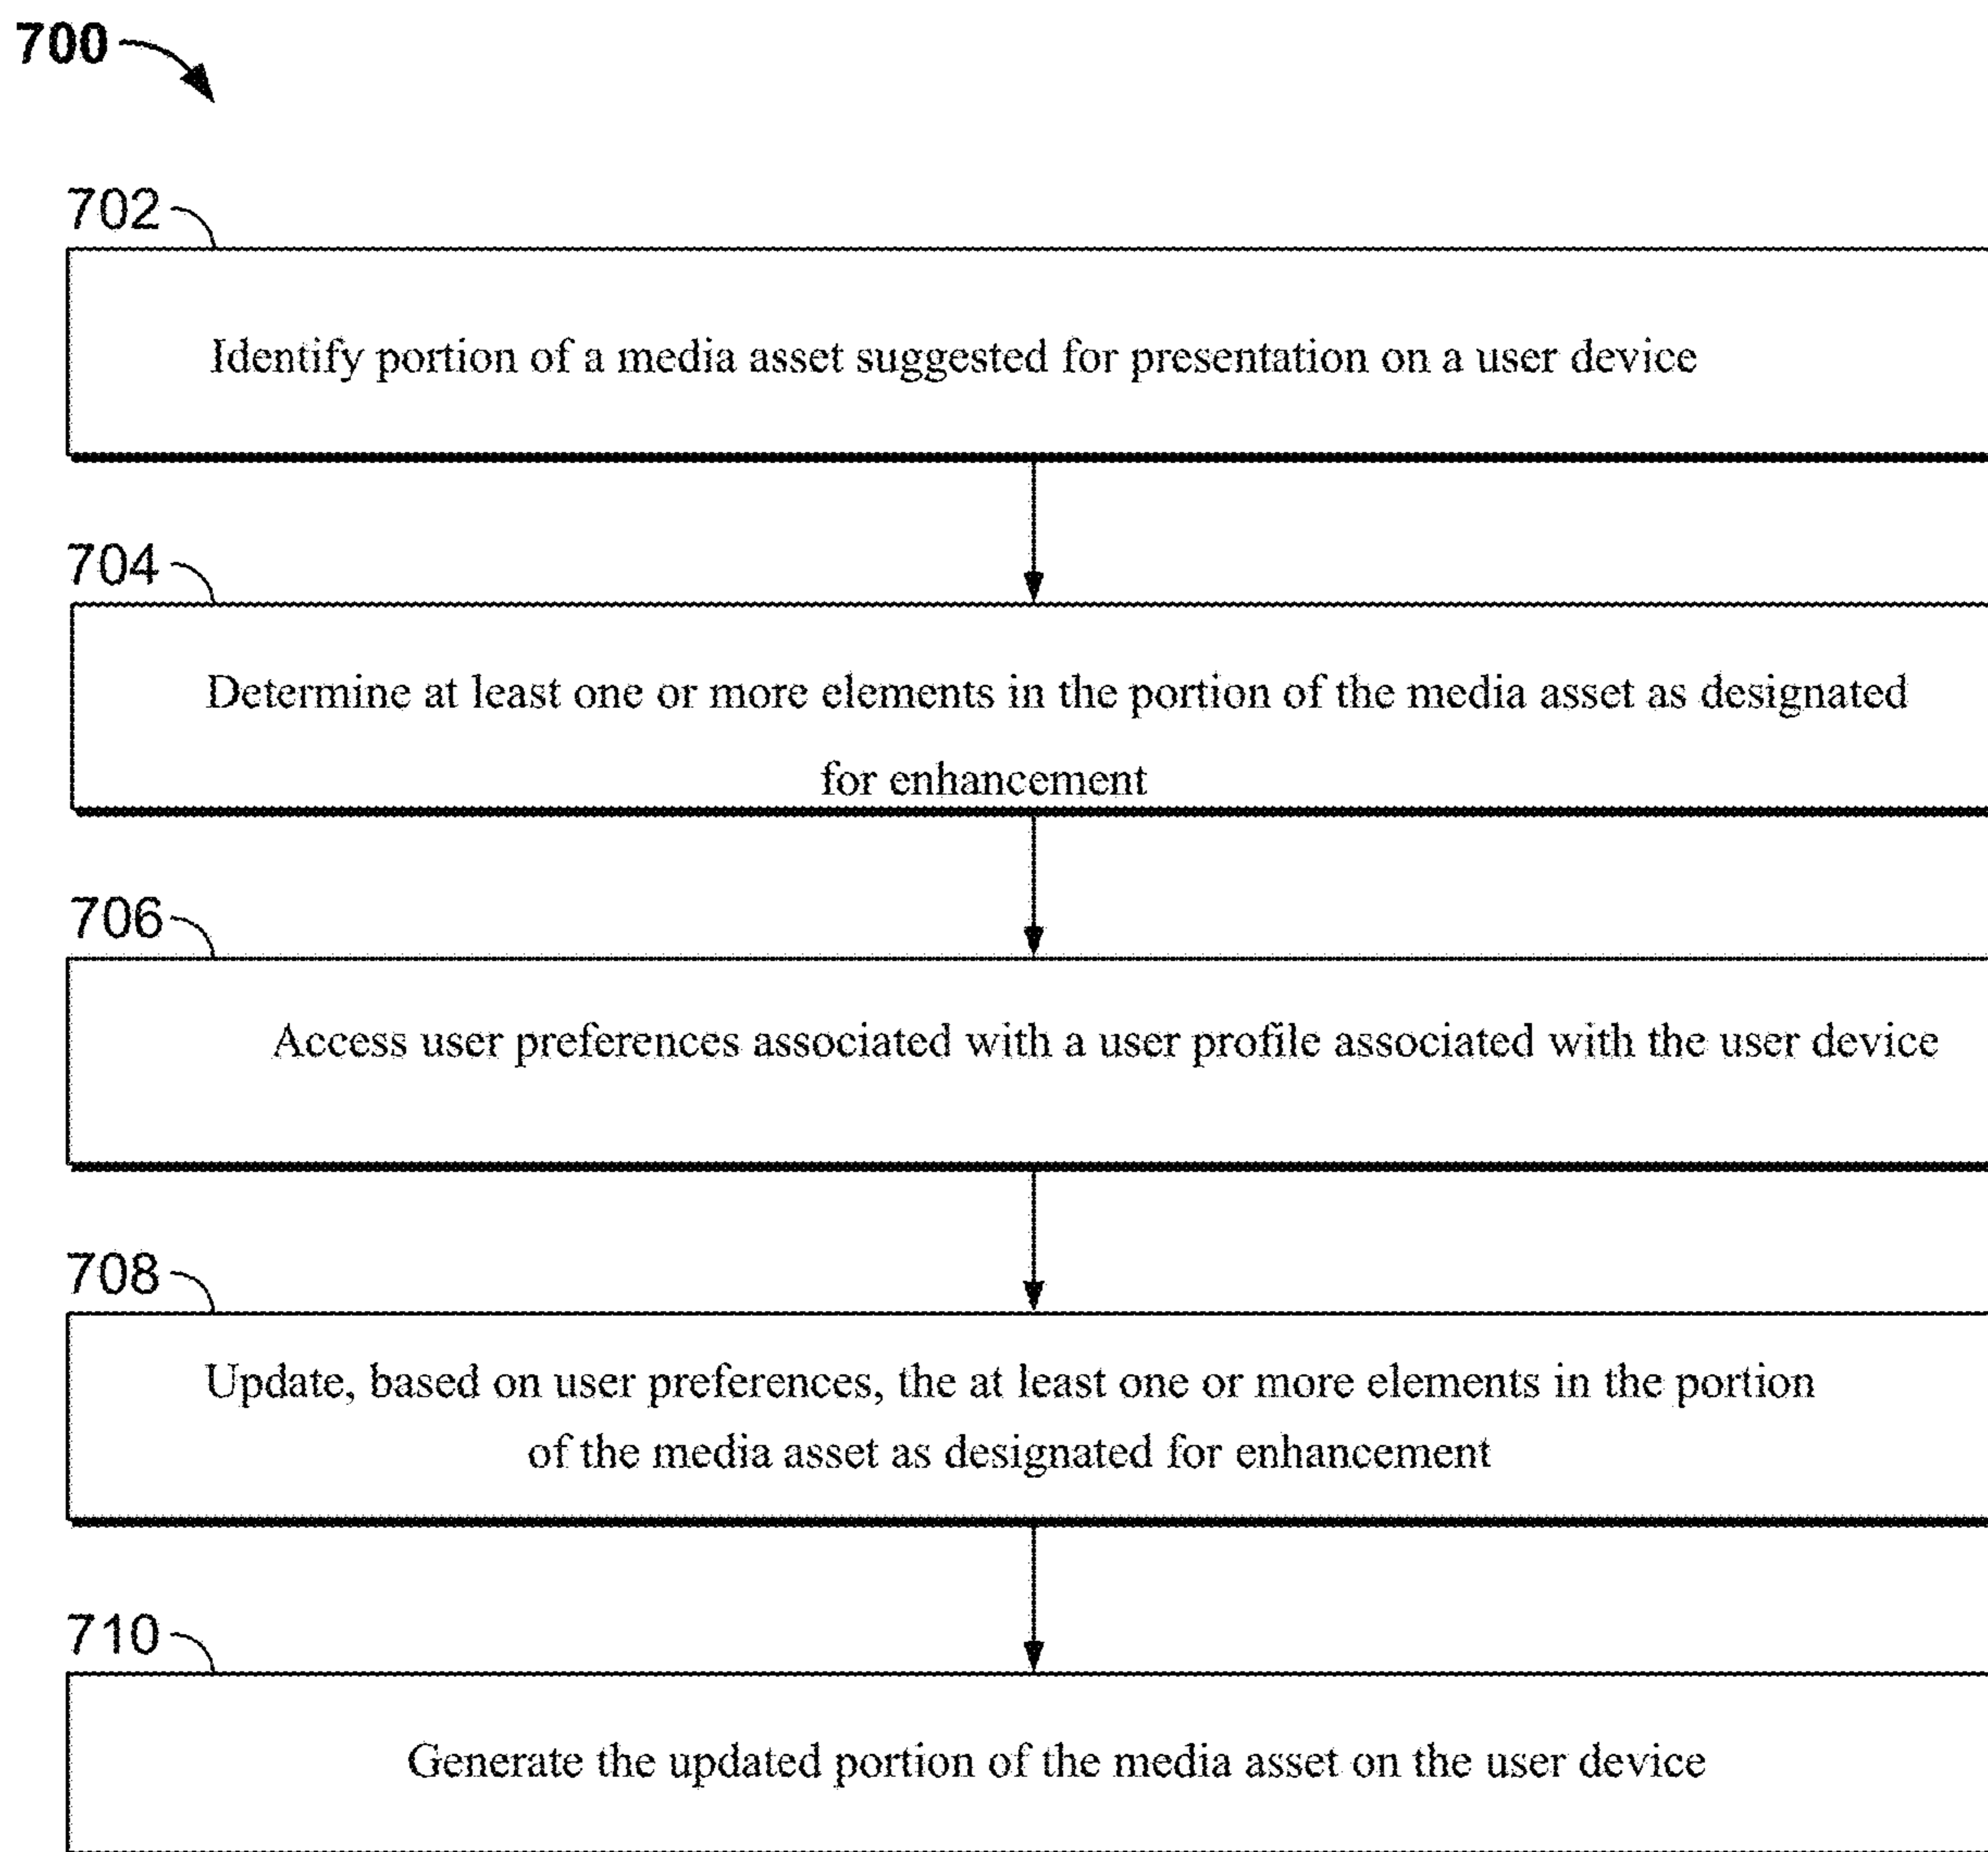 700
702
Identify portion of a media asset suggested for presentation on a user device
704
Determine at least one or more elements in the portion of the media asset as designated
for enhancement
706
Access user preferences associated with a user profile associated with the user device
708
Update, based on user preferences, the at least one or more elements in the portion
of the media asset as designated for enhancement
710
Generate the updated portion of the media asset on the user device